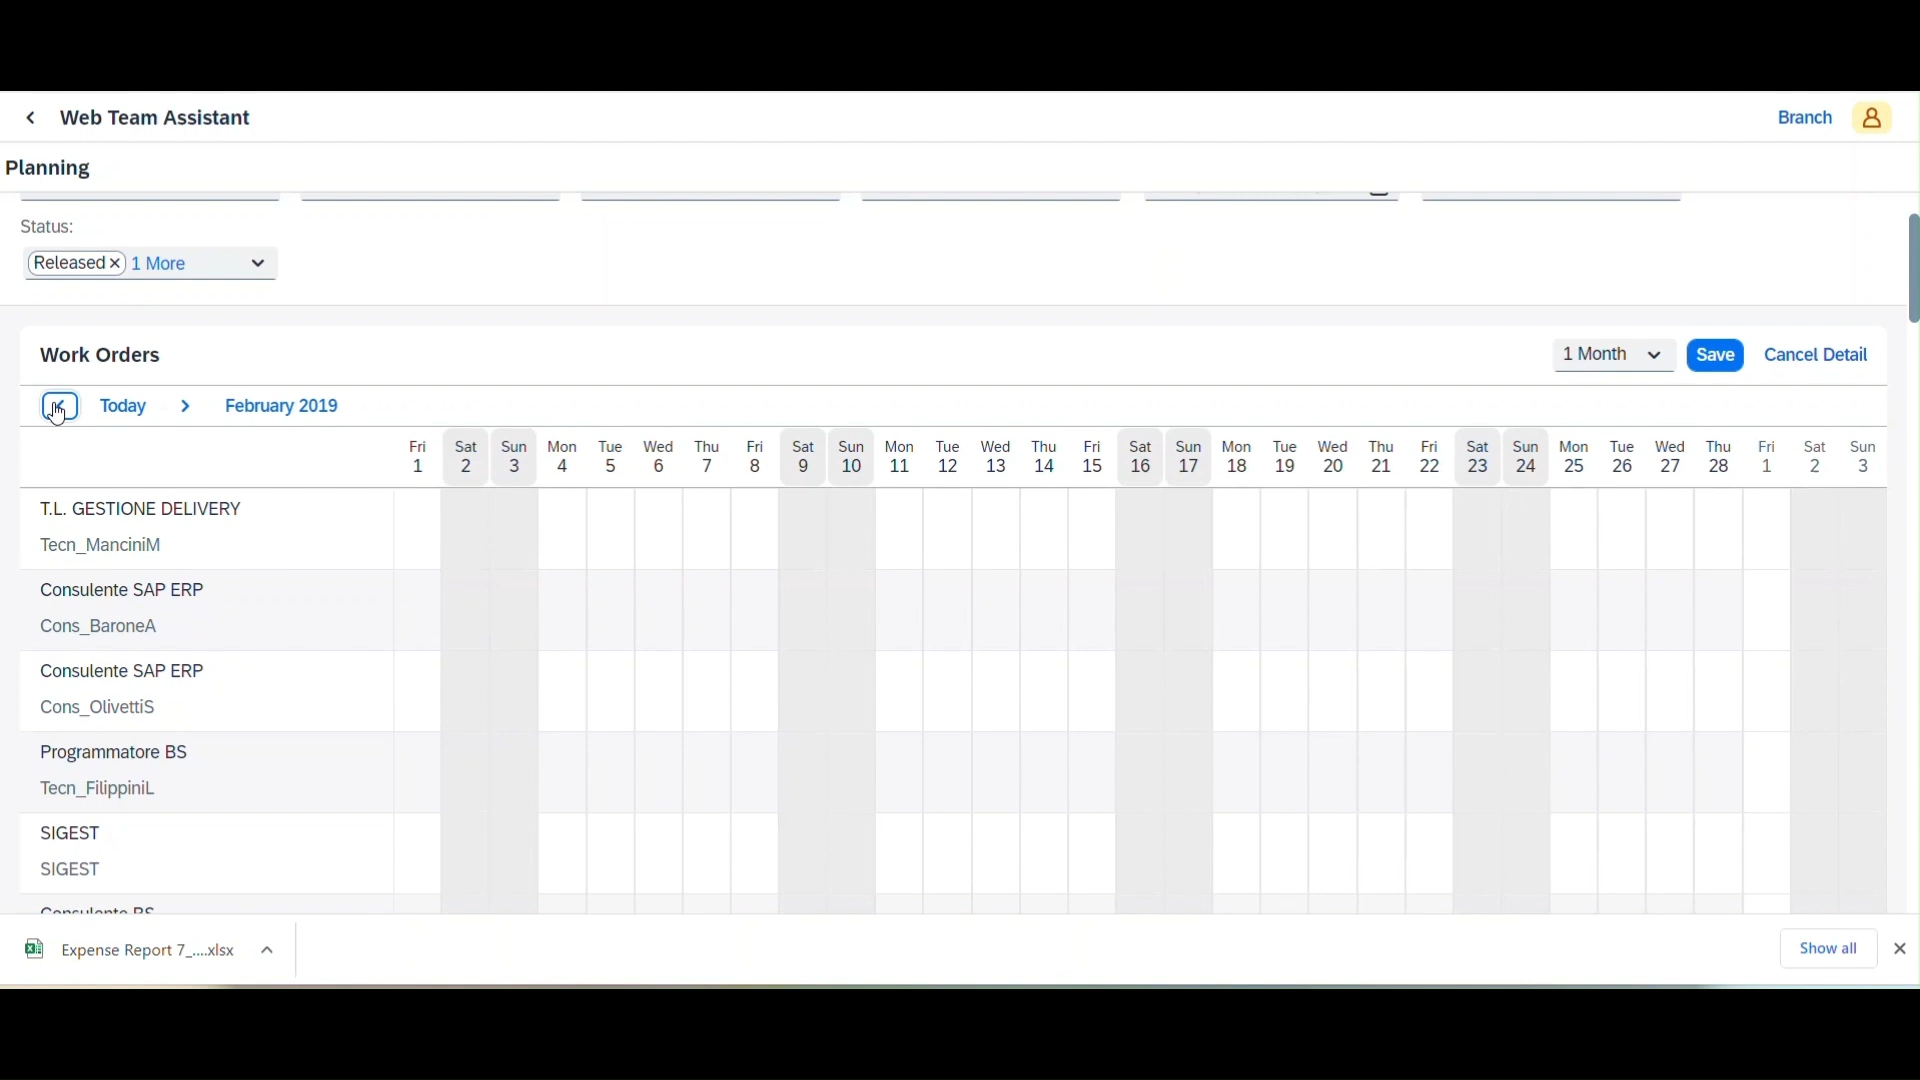 Web Team Assistant
Branch
Planning
Status:
Released 1 More
Work Orders
1 Month Save Cancel Detail
Today February 2019
Fri Sat Sun Mon Tue Wed Thu Fri Sat Sun Mon Tue Wed Thu Fri Sat Sun Mon Tue Wed Thu Fri Sat Sun Mon Tue Wed Thu Fri Sat Sun
1 2 3 4 5 6 7 8 9 10 11 12 13 14 15 16 17 18 19 20 21 22 23 24 25 26 27 28 1 2 3
T.L. GESTIONE DELIVERY
Tecn_ManciniM
Consulente SAP ERP
Cons_BaroneA
Consulente SAP ERP
Cons_OlivettiS
Programmatore BS
Tecn_FilippiniL
SIGEST
SIGEST
Consulente BS
Expense Report 7_....xlsx
Show all